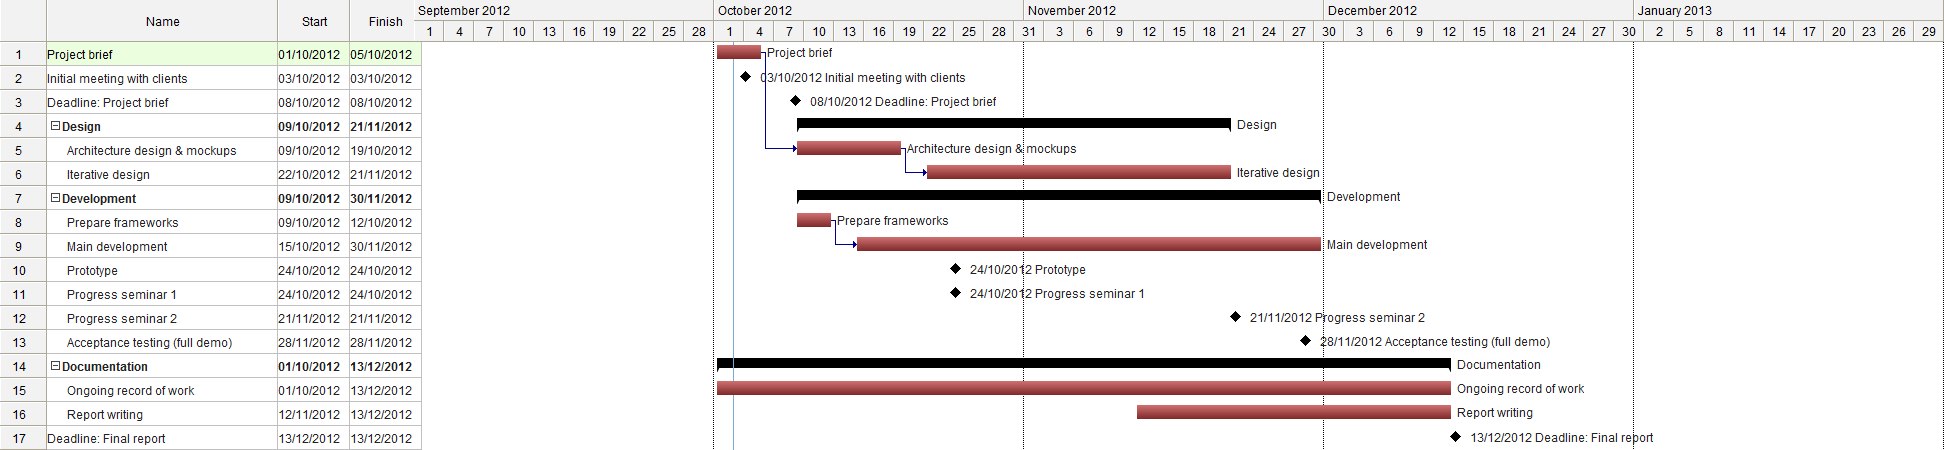 September 2012 October 2012 November 2012 December 2012 January 2013
Name Start Finish
1 4 7 10 13 16 19 22 25 28 1 4 7 10 13 16 19 22 25 28 31 3 6 9 12 15 18 21 24 27 30 3 6 9 12 15 18 21 24 27 30 2 5 8 11 14 17 20 23 26 29
1 Project brief 01/10/2012 05/10/2012 Project brief
2 Initial meeting with clients 03/10/2012 03/10/2012 03/10/2012 Initial meeting with clients
3 Deadline: Project brief 08/10/2012 08/10/2012 08/10/2012 Deadline: Project brief
4 Design 09/10/2012 21/11/2012 Design
5 Architecture design & mockups 09/10/2012 19/10/2012 Architecture design & mockups
6 Iterative design 22/10/2012 21/11/2012 Iterative design
7 Development 09/10/2012 30/11/2012 Development
8 Prepare frameworks 09/10/2012 12/10/2012 Prepare frameworks
9 Main development 15/10/2012 30/11/2012 Main development
10 Prototype 24/10/2012 24/10/2012 24/10/2012 Prototype
11 Progress seminar 1 24/10/2012 24/10/2012 24/10/2012 Progress seminar 1
12 Progress seminar 2 21/11/2012 21/11/2012 21/11/2012 Progress seminar 2
13 Acceptance testing (full demo) 28/11/2012 28/11/2012 28/11/2012 Acceptance testing (full demo)
14 Documentation 01/10/2012 13/12/2012 Documentation
15 Ongoing record of work 01/10/2012 13/12/2012 Ongoing record of work
16 Report writing 12/11/2012 13/12/2012 Report writing
17 Deadline: Final report 13/12/2012 13/12/2012 13/12/2012 Deadline: Final report